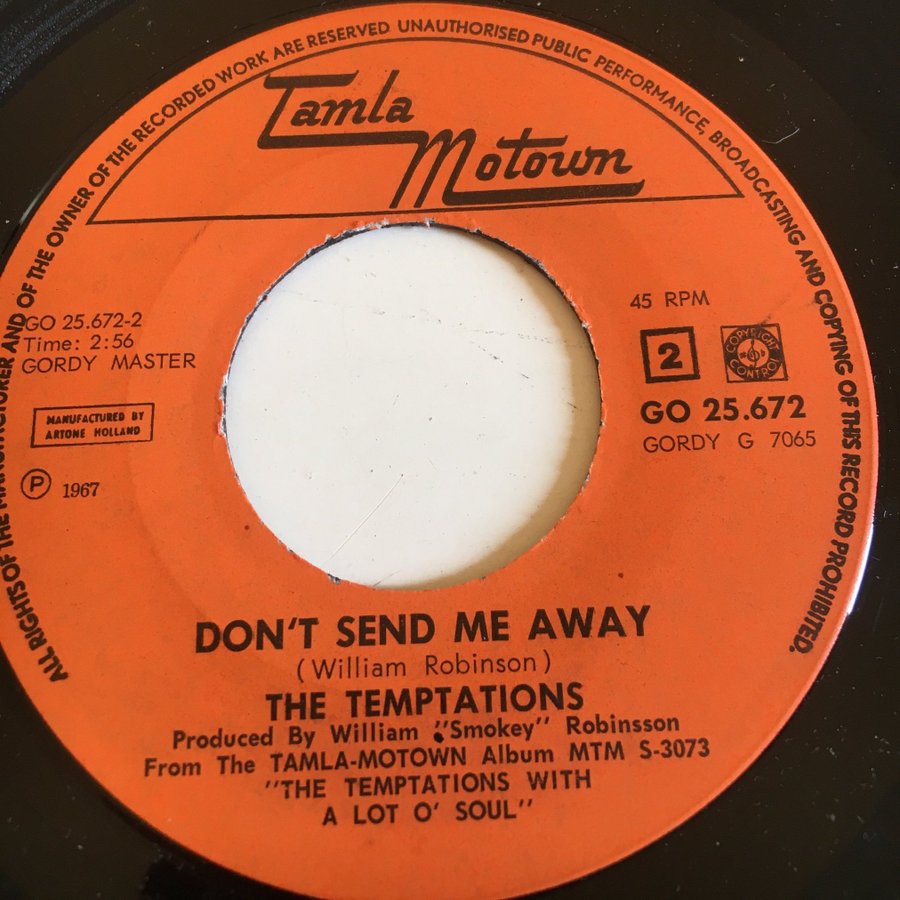 ALL RIGHTS OF THE MANUFACTURER AND OF THE OWNER OF THE RECORDED WORK ARE RESERVED UNAUTHORISED PUBLIC PERFORMANCE, BROADCASTING AND COPYING OF THIS RECORD PROHIBITED.
Tamla
Motown
GO 25.672-2
Time: 2:56
GORDY MASTER
MANUFACTURED BY
ARTONE HOLLAND
P 1967
45 RPM
2
COPYRIGHT
CONTROL
GO 25.672
GORDY G 7065
DON'T SEND ME AWAY
(William Robinson)
THE TEMPTATIONS
Produced By William "Smokey" Robinsson
From The TAMLA-MOTOWN Album MTM S-3073
"THE TEMPTATIONS WITH
A LOT O' SOUL"